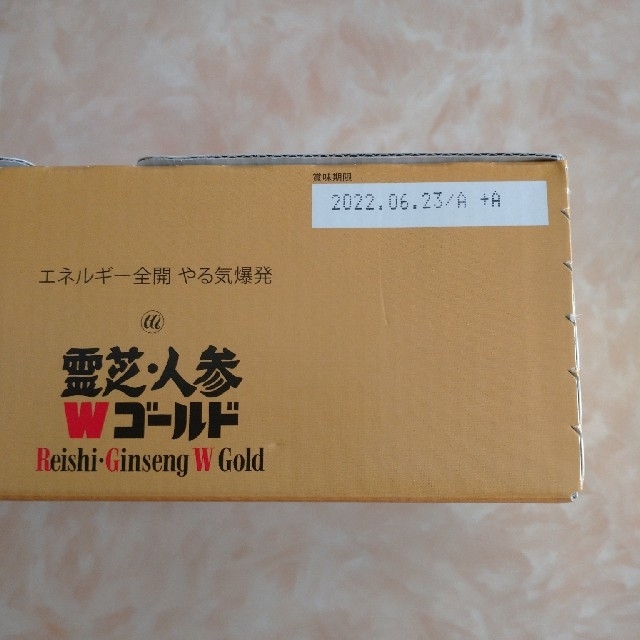 賞味期限
2022.06.23/A +A
エネルギー全開 やる気爆発
霊芝・人参
Wゴールド
Reishi・Ginseng W Gold